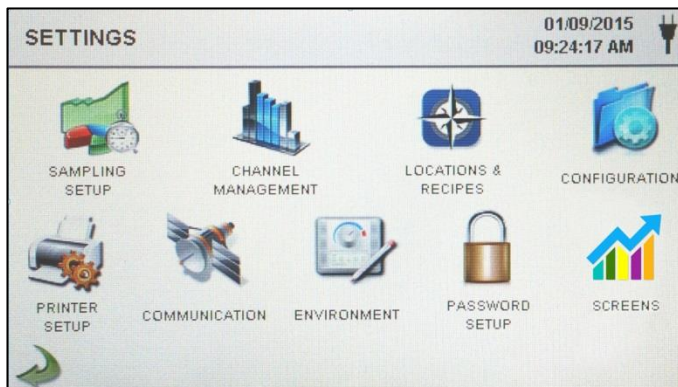 SETTINGS
01/09/2015
09:24:17 AM
SAMPLING
SETUP
CHANNEL
MANAGEMENT
LOCATIONS &
RECIPES
CONFIGURATION
PRINTER
SETUP
COMMUNICATION
ENVIRONMENT
PASSWORD
SETUP
SCREENS